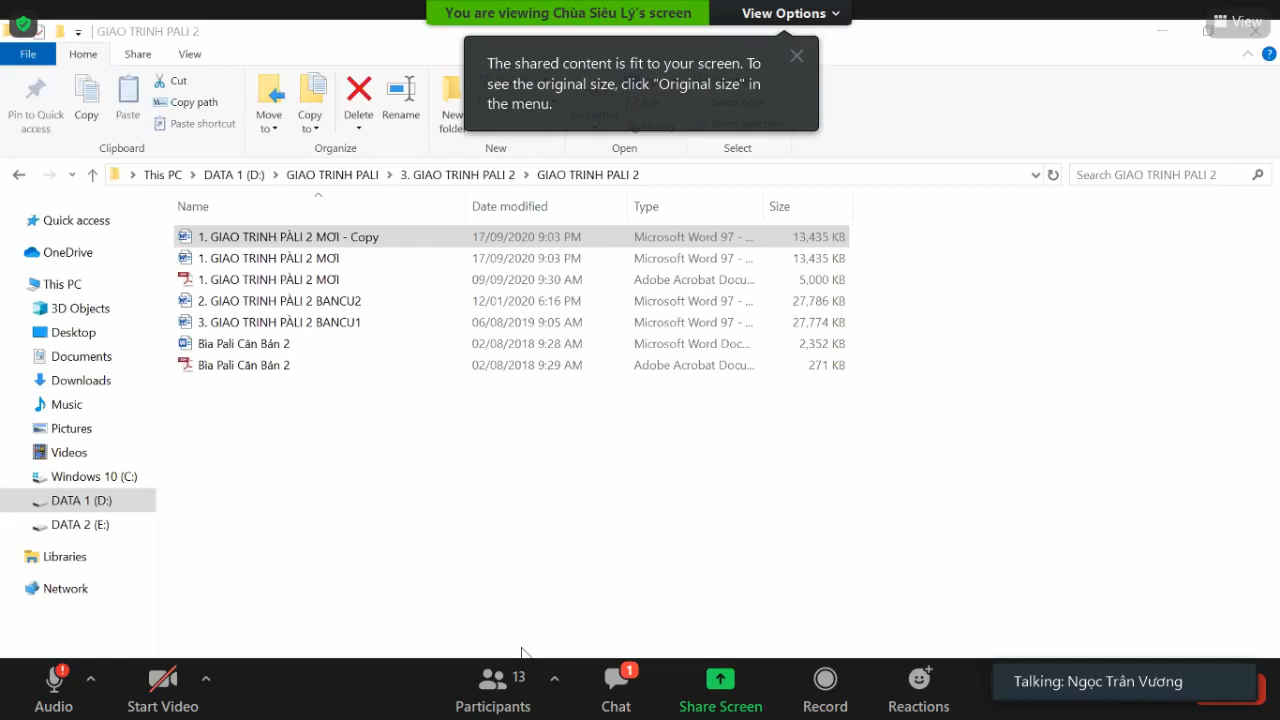 You are viewing Chùa Siêu Lý's screen
View Options
View
GIAO TRINH PALI 2
The shared content is fit to your screen. To
see the original size, click "Original size" in
the menu.
File
Home
Share
View
Pin to Quick
access
Copy
Paste
Cut
Copy path
Paste shortcut
Clipboard
Move
to
Copy
to
Delete
Rename
Organize
New
folder
New
Properties
Edit
History
Open
Select none
Invert selection
Select
This PC
DATA 1 (D:)
GIAO TRINH PALI
3. GIAO TRINH PALI 2
GIAO TRINH PALI 2
Search GIAO TRINH PALI 2
Name
Date modified
Type
Size
1. GIAO TRINH PÀLI 2 MƠI - Copy 17/09/2020 9:03 PM Microsoft Word 97 - ... 13,435 KB
1. GIAO TRINH PÀLI 2 MƠI 17/09/2020 9:03 PM Microsoft Word 97 - ... 13,435 KB
1. GIAO TRINH PÀLI 2 MƠI 09/09/2020 9:30 AM Adobe Acrobat Docu... 5,000 KB
2. GIAO TRINH PÀLI 2 BANCU2 12/01/2020 6:16 PM Microsoft Word 97 - ... 27,786 KB
3. GIAO TRINH PÀLI 2 BANCU1 06/08/2019 9:05 AM Microsoft Word 97 - ... 27,774 KB
Bìa Pali Căn Bản 2 02/08/2018 9:28 AM Microsoft Word Doc... 2,352 KB
Bìa Pali Căn Bản 2 02/08/2018 9:29 AM Adobe Acrobat Docu... 271 KB
Quick access
OneDrive
This PC
3D Objects
Desktop
Documents
Downloads
Music
Pictures
Videos
Windows 10 (C:)
DATA 1 (D:)
DATA 2 (E:)
Libraries
Network
Audio
Start Video
Participants
13
Chat
1
Share Screen
Record
Reactions
Talking: Ngọc Trân Vương